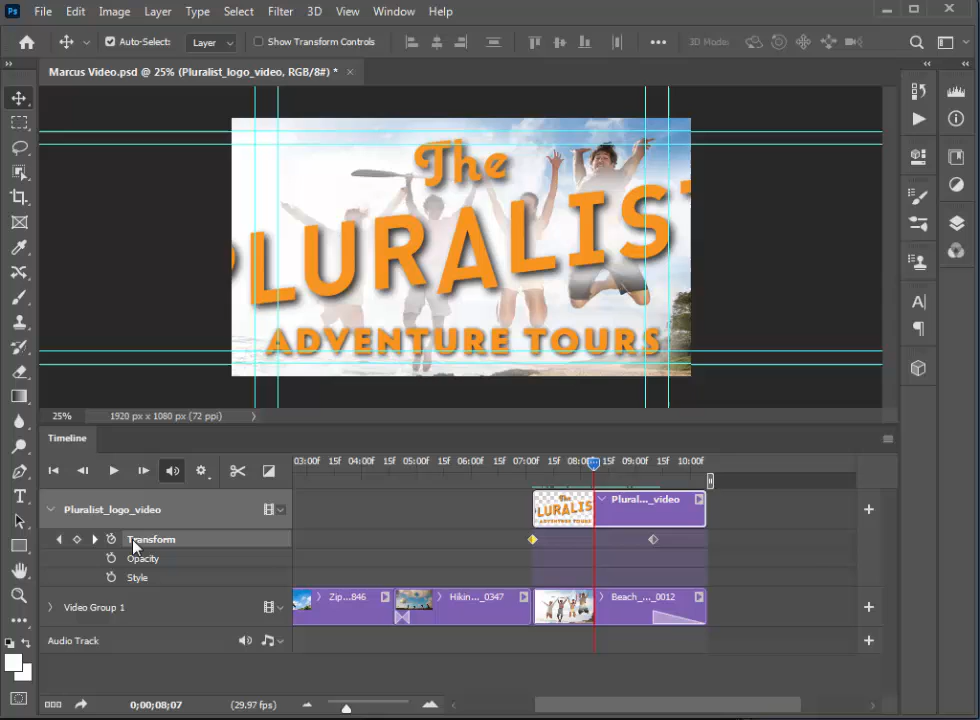 Ps File Edit Image Layer Type Select Filter 3D View Window Help
Auto-Select: Layer Show Transform Controls 3D Mode:
Marcus Video.psd @ 25% (Pluralist_logo_video, RGB/8#) *
The
PLURALIST
ADVENTURE TOURS
25% 1920 px x 1080 px (72 ppi)
Timeline
03:00f 15f 04:00f 15f 05:00f 15f 06:00f 15f 07:00f 15f 08:00f 15f 09:00f 15f 10:00f
Pluralist_logo_video
Plural..._video
Transform
Opacity
Style
Video Group 1
Zip...846 Hikin..._0347 Beach_..._0012
Audio Track
0;00;08;07 (29.97 fps)